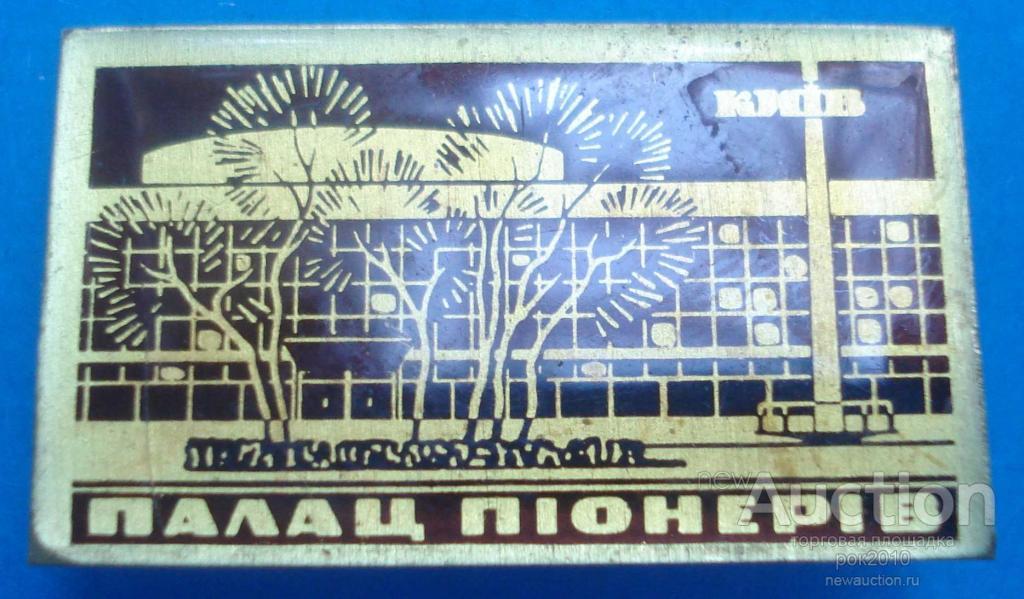 КИЇВ
ПАЛАЦ ПІОНЕРІВ
newAuction
торговая площадка
рок2010
newauction.ru